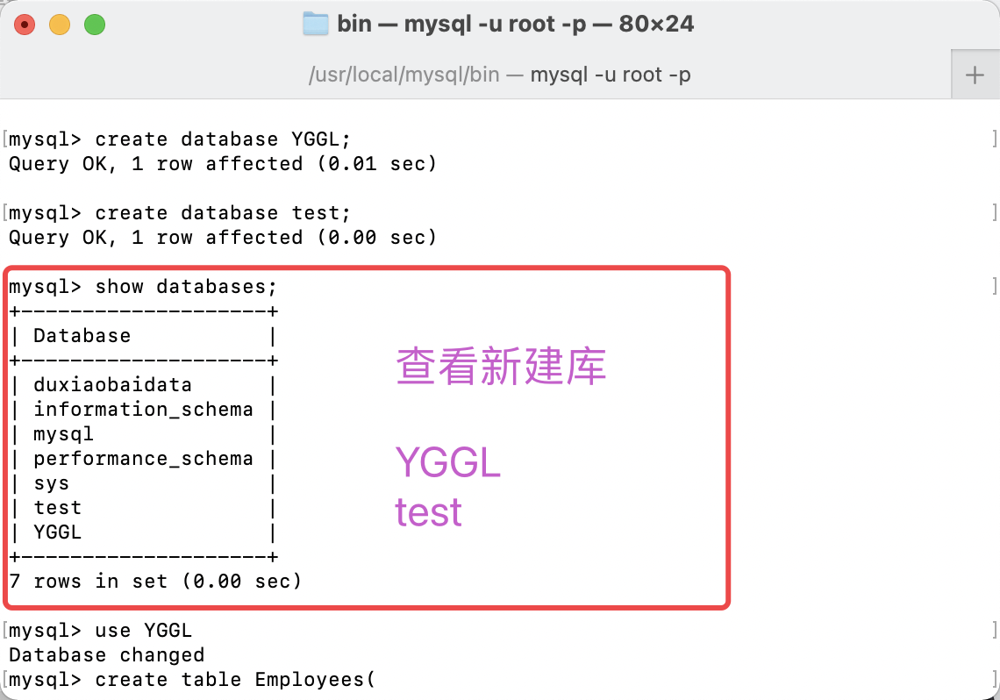 bin — mysql -u root -p — 80×24
/usr/local/mysql/bin — mysql -u root -p
[mysql> create database YGGL; ]
Query OK, 1 row affected (0.01 sec)
[mysql> create database test; ]
Query OK, 1 row affected (0.00 sec)
mysql> show databases; ]
+--------------------+
| Database           |
+--------------------+
| duxiaobaidata      |
| information_schema |
| mysql              |
| performance_schema |
| sys                |
| test               |
| YGGL               |
+--------------------+
7 rows in set (0.00 sec)
查看新建库
YGGL
test
[mysql> use YGGL ]
Database changed
[mysql> create table Employees( ]